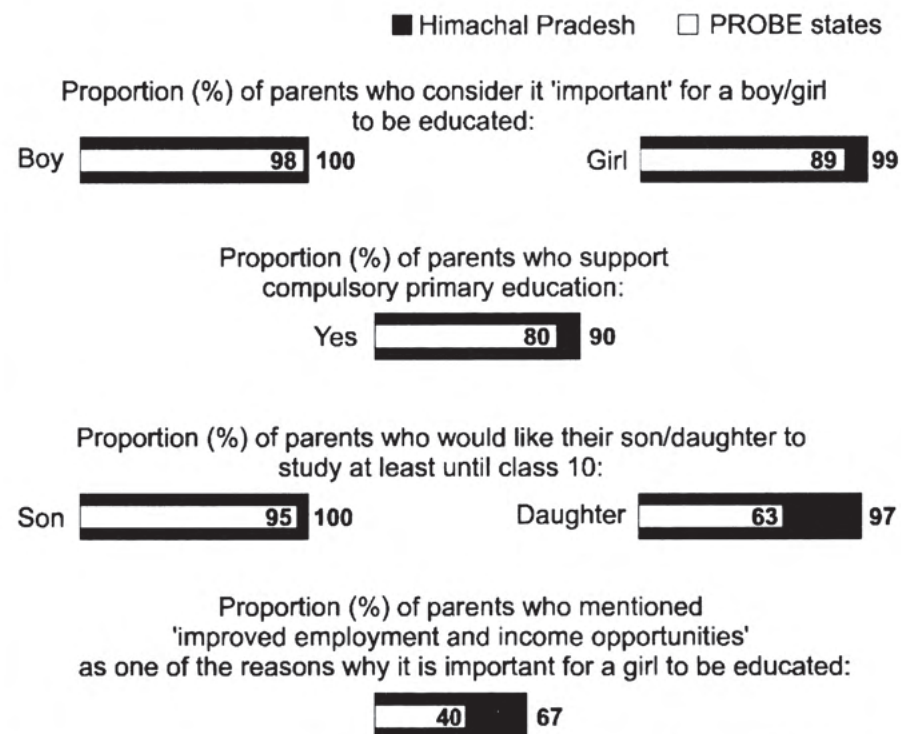 Himachal Pradesh PROBE states
Proportion (%) of parents who consider it 'important' for a boy/girl
to be educated:
Boy 98 100 Girl 89 99
Proportion (%) of parents who support
compulsory primary education:
Yes 80 90
Proportion (%) of parents who would like their son/daughter to
study at least until class 10:
Son 95 100 Daughter 63 97
Proportion (%) of parents who mentioned
'improved employment and income opportunities'
as one of the reasons why it is important for a girl to be educated:
40 67